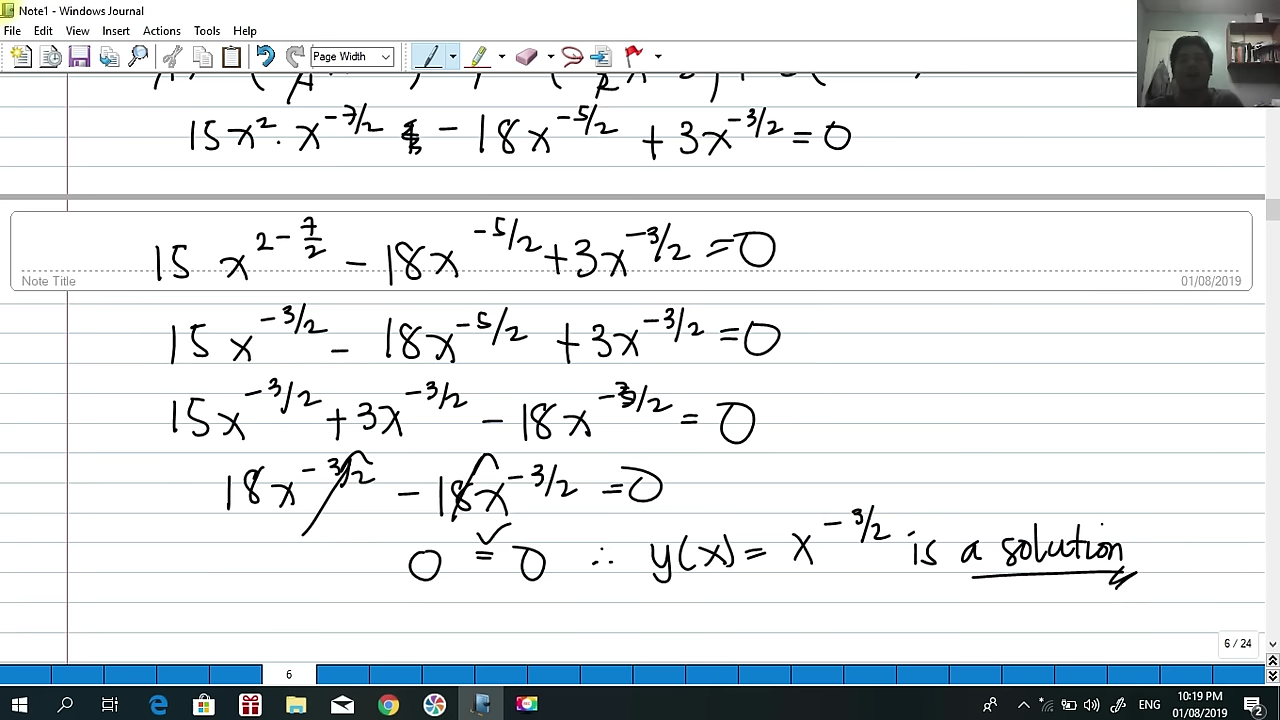 Note1 - Windows Journal
File Edit View Insert Actions Tools Help
Page Width
15x² · x^-7/2 - 18x^-5/2 + 3x^-3/2 = 0
15 x^2-7/2 - 18x^-5/2 + 3x^-3/2 = 0
Note Title 01/08/2019
15x^-3/2 - 18x^-5/2 + 3x^-3/2 = 0
15x^-3/2 + 3x^-3/2 - 18x^-3/2 = 0
18x^-3/2 - 18x^-3/2 = 0
0 = 0 ∴ y(x) = x^-3/2 is a solution
6 / 24
6
ENG
10:19 PM
01/08/2019
2